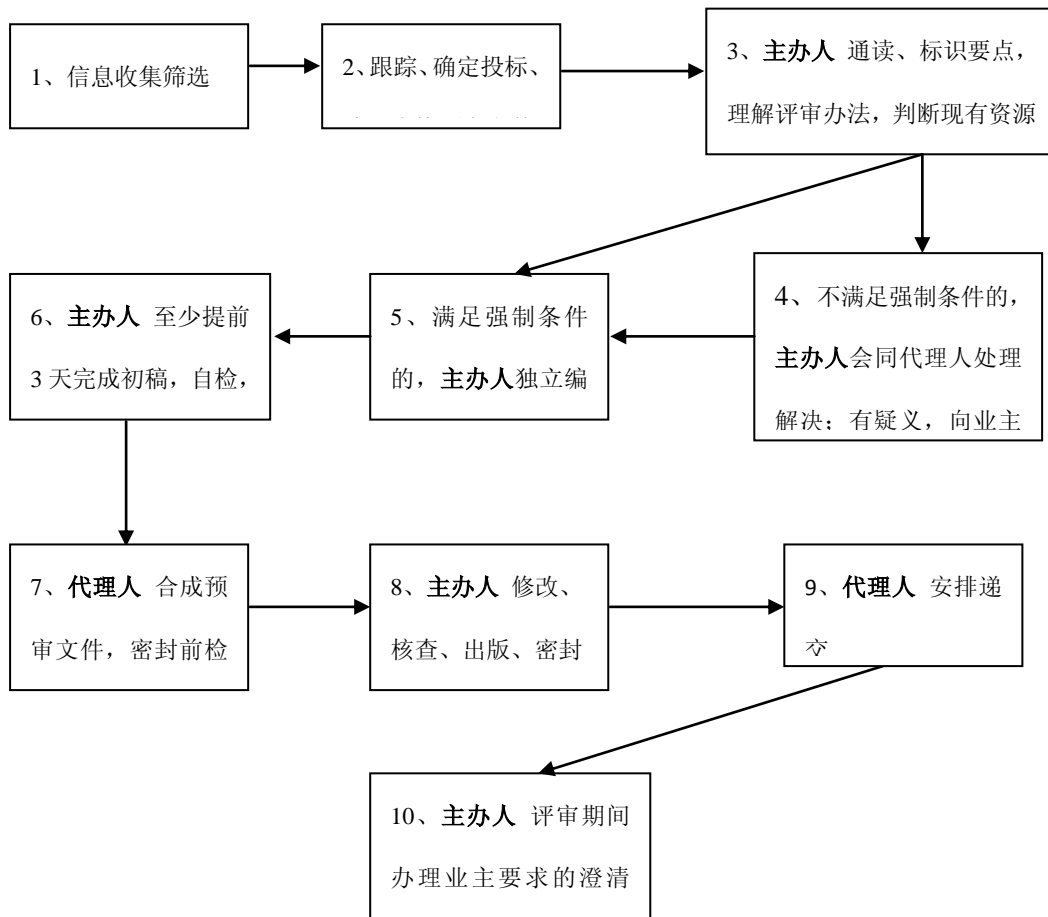 1、信息收集筛选
2、跟踪、确定投标、
3、主办人 通读、标识要点，
理解评审办法，判断现有资源
4、不满足强制条件的，
主办人会同代理人处理
解决；有疑义，向业主
5、满足强制条件
的，主办人独立编
6、主办人 至少提前
3 天完成初稿，自检，
7、代理人 合成预
审文件，密封前检
8、主办人 修改、
核查、出版、密封
9、代理人 安排递
交
10、主办人 评审期间
办理业主要求的澄清